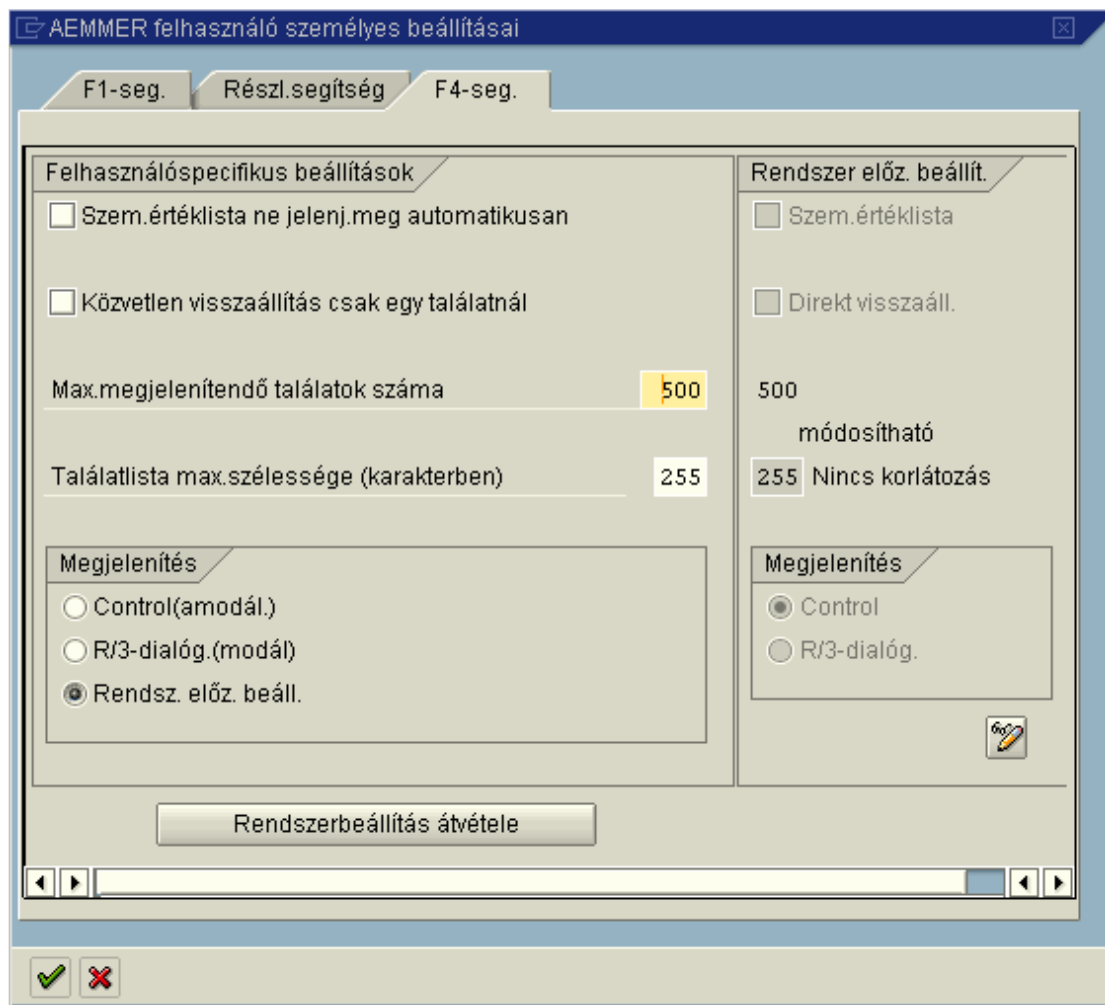 AEMMER felhasználó személyes beállításai
F1-seg.
Részl.segítség
F4-seg.
Felhasználóspecifikus beállítások
Szem.értéklista ne jelenj.meg automatikusan
Közvetlen visszaállítás csak egy találatnál
Max.megjelenítendő találatok száma 500
Találatlista max.szélessége (karakterben) 255
Megjelenítés
Control(amodál.)
R/3-dialóg.(modál)
Rendsz. előz. beáll.
Rendszer előz. beállít.
Szem.értéklista
Direkt visszaáll.
500
módosítható
255 Nincs korlátozás
Megjelenítés
Control
R/3-dialóg.
Rendszerbeállítás átvétele